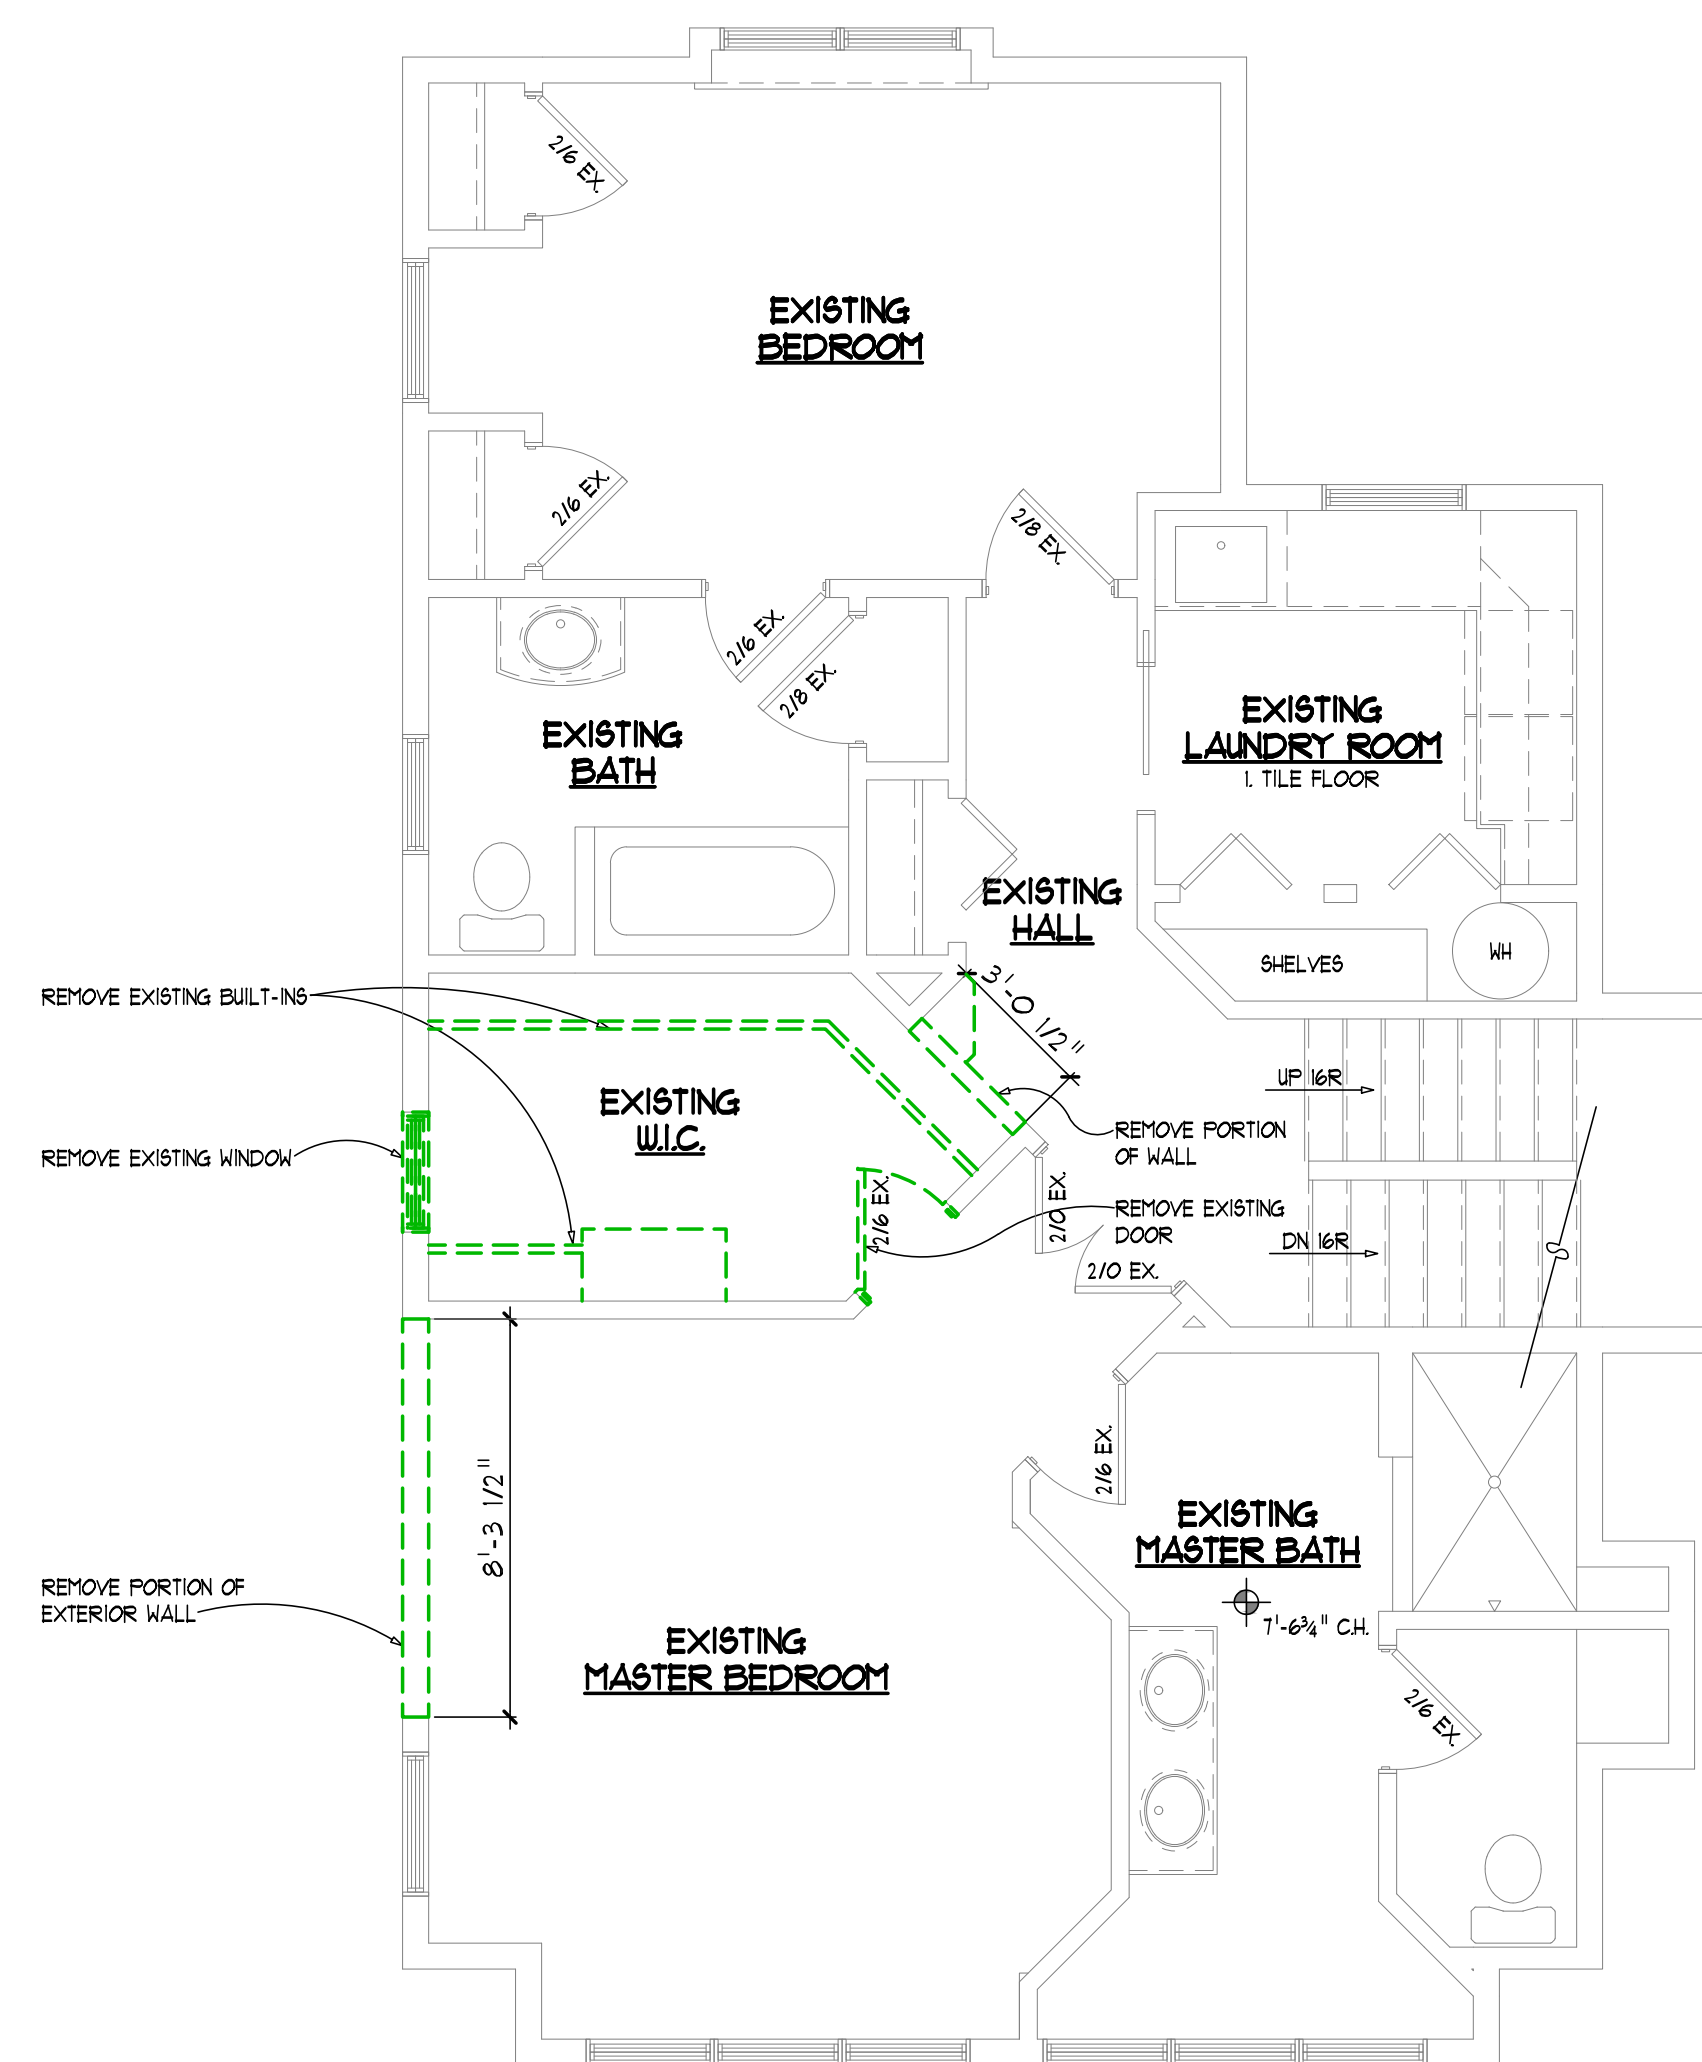 2/6 EX.
EXISTING
BEDROOM
2/6 EX.
2/8 EX.
2/6 EX.
2/8 EX.
EXISTING
BATH
EXISTING
LAUNDRY ROOM
1. TILE FLOOR
EXISTING
HALL
SHELVES
WH
3'-0 1/2"
REMOVE EXISTING BUILT-INS
UP 16R
EXISTING
W.I.C.
REMOVE PORTION
OF WALL
REMOVE EXISTING WINDOW
2/6 EX.
2/0 EX.
REMOVE EXISTING
DOOR
DN 16R
2/0 EX.
8'-3 1/2"
2/6 EX.
EXISTING
MASTER BATH
7'-6¾" C.H.
REMOVE PORTION OF
EXTERIOR WALL
EXISTING
MASTER BEDROOM
2/6 EX.